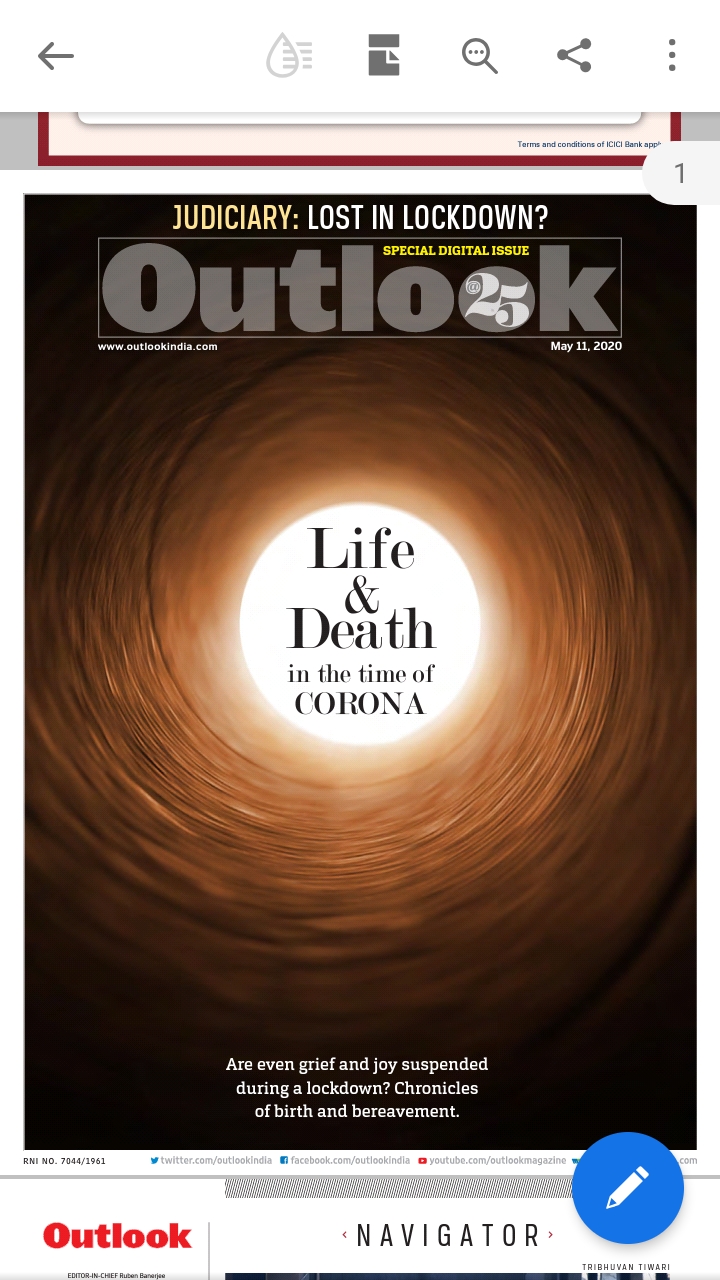 Terms and conditions of ICICI Bank apply
1
JUDICIARY: LOST IN LOCKDOWN?
SPECIAL DIGITAL ISSUE
Outlook
@25
www.outlookindia.com
May 11, 2020
Life
&
Death
in the time of
CORONA
Are even grief and joy suspended
during a lockdown? Chronicles
of birth and bereavement.
RNI NO. 7044/1961 twitter.com/outlookindia facebook.com/outlookindia youtube.com/outlookmagazine com
Outlook
‹ NAVIGATOR ›
TRIBHUVAN TIWARI
EDITOR-IN-CHIEF Ruben Banerjee